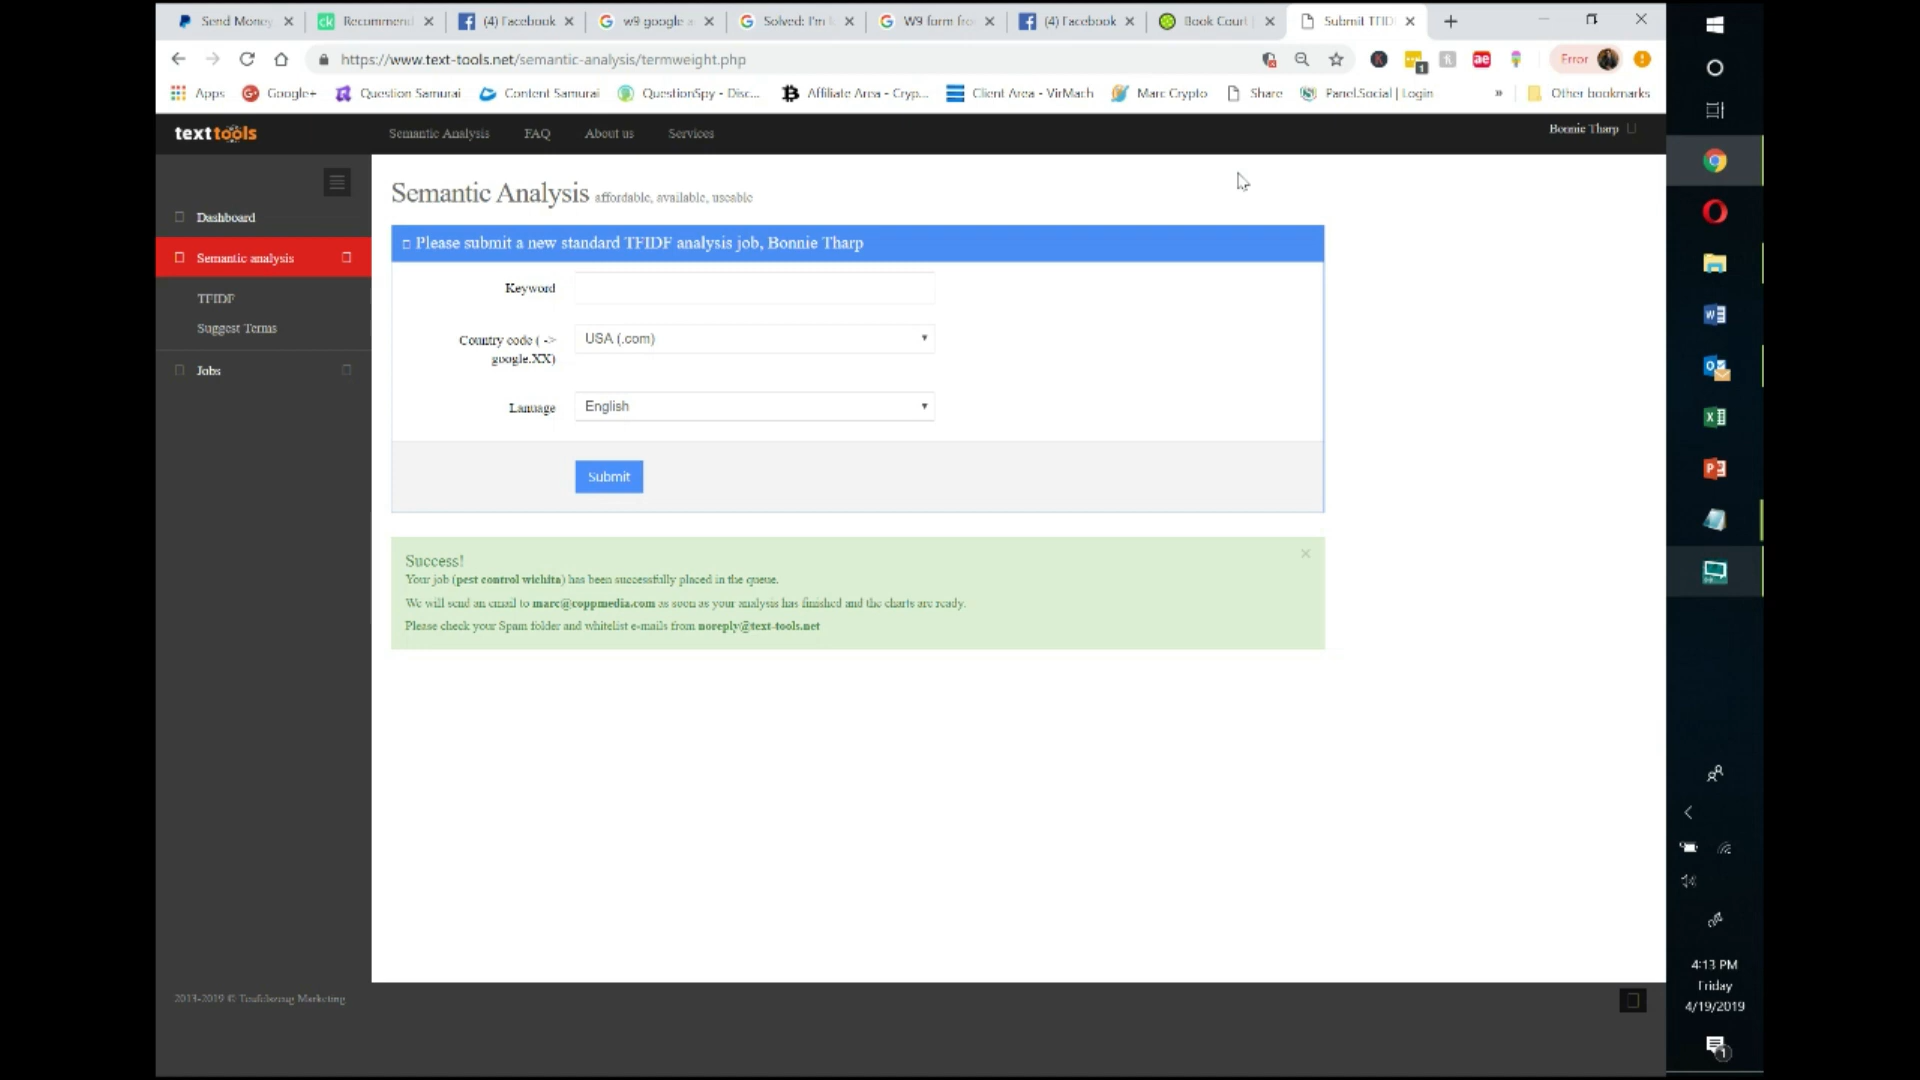 Send Money
Recommend
(4) Facebook
w9 google a
Solved: I'm l
W9 form fro
(4) Facebook
Book Court
Submit TFID
https://www.text-tools.net/semantic-analysis/termweight.php
1
ae
Error
Apps
Google+
Question Samurai
Content Samurai
QuestionSpy - Disc...
Affiliate Area - Cryp...
Client Area - VirMach
Marc Crypto
Share
Panel.Social | Login
»
Other bookmarks
texttools
Semantic Analysis
FAQ
About us
Services
Bonnie Tharp
Dashboard
Semantic analysis
TFIDF
Suggest Terms
Jobs
Semantic Analysis affordable, available, useable
Please submit a new standard TFIDF analysis job, Bonnie Tharp
Keyword
Country code ( ->
google.XX)
USA (.com)
Lanuage
English
Submit
Success!
Your job (pest control wichita) has been successfully placed in the queue.
We will send an email to marc@coppmedia.com as soon as your analysis has finished and the charts are ready.
Please check your Spam folder and whitelist e-mails from noreply@text-tools.net
2013-2019 © Teufelszeug Marketing
4:13 PM
Friday
4/19/2019
1